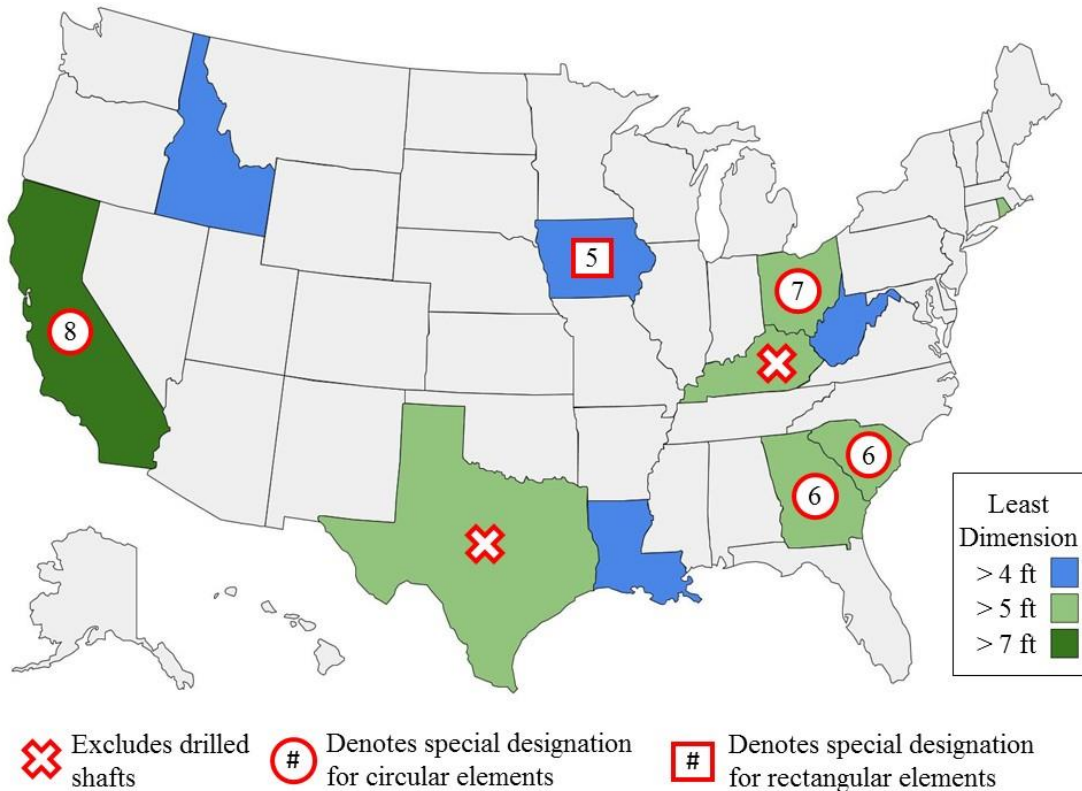 5
7
8
6
6
Least
Dimension
> 4 ft
> 5 ft
> 7 ft
Excludes drilled
shafts
#
Denotes special designation
for circular elements
#
Denotes special designation
for rectangular elements